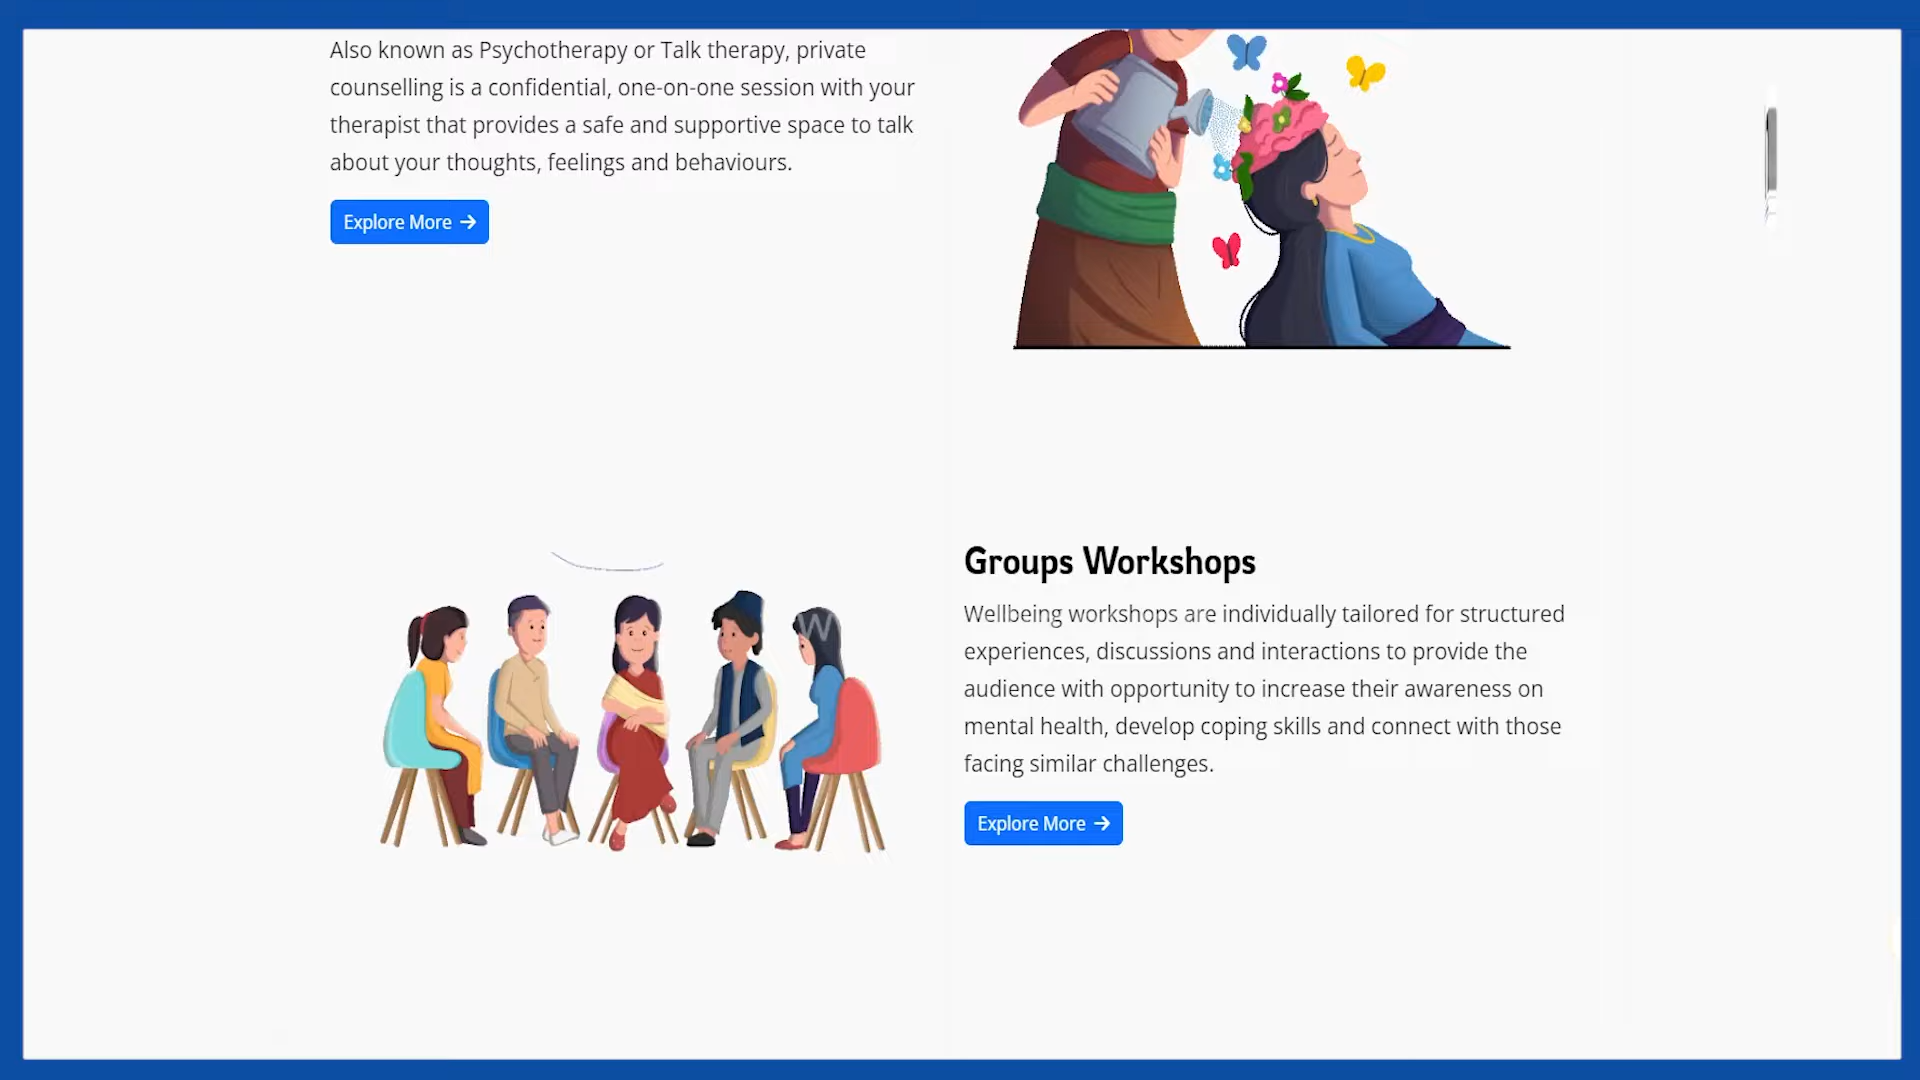 Also known as Psychotherapy or Talk therapy, private
counselling is a confidential, one-on-one session with your
therapist that provides a safe and supportive space to talk
about your thoughts, feelings and behaviours.
Explore More
Groups Workshops
Wellbeing workshops are individually tailored for structured
experiences, discussions and interactions to provide the
audience with opportunity to increase their awareness on
mental health, develop coping skills and connect with those
facing similar challenges.
Explore More
W